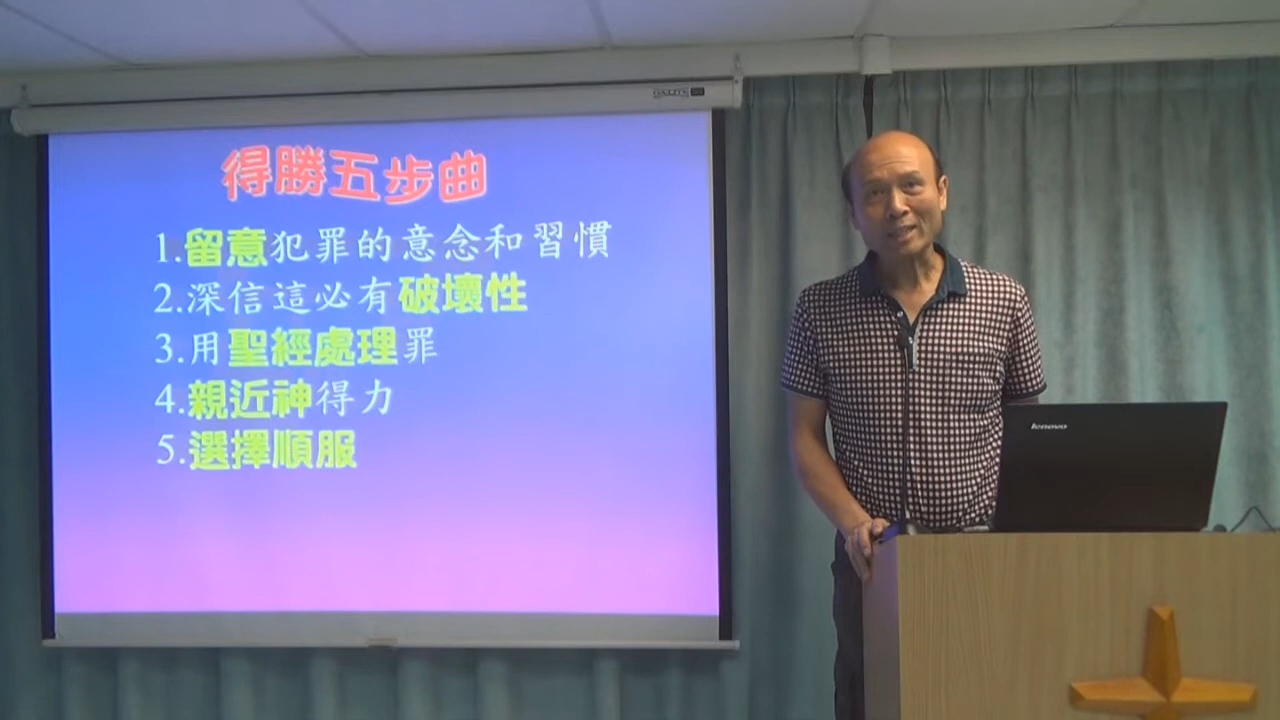 得勝五步曲
1.留意犯罪的意念和習慣
2.深信這必有破壞性
3.用聖經處理罪
4.親近神得力
5.選擇順服
lenovo